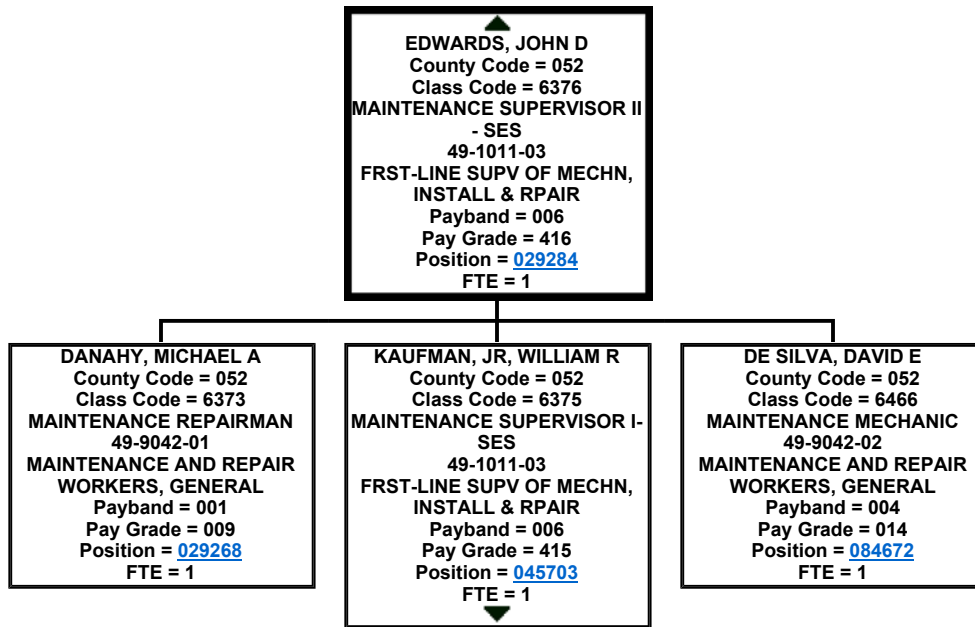 EDWARDS, JOHN D
County Code = 052
Class Code = 6376
MAINTENANCE SUPERVISOR II
- SES
49-1011-03
FRST-LINE SUPV OF MECHN,
INSTALL & RPAIR
Payband = 006
Pay Grade = 416
Position = 029284
FTE = 1
DANAHY, MICHAEL A
County Code = 052
Class Code = 6373
MAINTENANCE REPAIRMAN
49-9042-01
MAINTENANCE AND REPAIR
WORKERS, GENERAL
Payband = 001
Pay Grade = 009
Position = 029268
FTE = 1
KAUFMAN, JR, WILLIAM R
County Code = 052
Class Code = 6375
MAINTENANCE SUPERVISOR I-
SES
49-1011-03
FRST-LINE SUPV OF MECHN,
INSTALL & RPAIR
Payband = 006
Pay Grade = 415
Position = 045703
FTE = 1
DE SILVA, DAVID E
County Code = 052
Class Code = 6466
MAINTENANCE MECHANIC
49-9042-02
MAINTENANCE AND REPAIR
WORKERS, GENERAL
Payband = 004
Pay Grade = 014
Position = 084672
FTE = 1